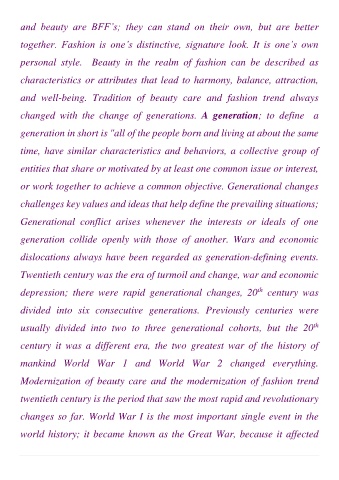 and beauty are BFF's; they can stand on their own, but are better
together. Fashion is one's distinctive, signature look. It is one's own
personal style. Beauty in the realm of fashion can be described as
characteristics or attributes that lead to harmony, balance, attraction,
and well-being. Tradition of beauty care and fashion trend always
changed with the change of generations. A generation; to define a
generation in short is "all of the people born and living at about the same
time, have similar characteristics and behaviors, a collective group of
entities that share or motivated by at least one common issue or interest,
or work together to achieve a common objective. Generational changes
challenges key values and ideas that help define the prevailing situations;
Generational conflict arises whenever the interests or ideals of one
generation collide openly with those of another. Wars and economic
dislocations always have been regarded as generation-defining events.
Twentieth century was the era of turmoil and change, war and economic
depression; there were rapid generational changes, 20th century was
divided into six consecutive generations. Previously centuries were
usually divided into two to three generational cohorts, but the 20th
century it was a different era, the two greatest war of the history of
mankind World War 1 and World War 2 changed everything.
Modernization of beauty care and the modernization of fashion trend
twentieth century is the period that saw the most rapid and revolutionary
changes so far. World War I is the most important single event in the
world history; it became known as the Great War, because it affected